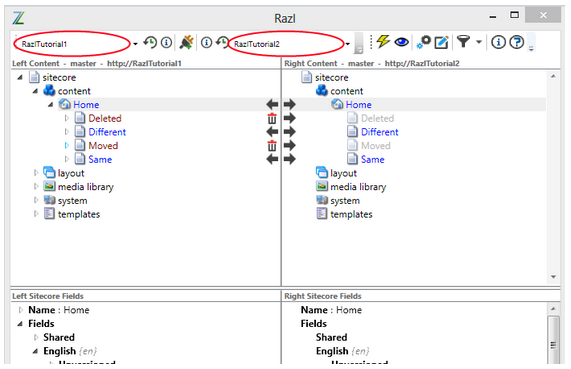 Razl
RazlTutorial1 RazlTutorial2
Left Content - master - http://RazlTutorial1
sitecore
content
Home
Deleted
Different
Moved
Same
layout
media library
system
templates
Right Content - master - http://RazlTutorial2
sitecore
content
Home
Deleted
Different
Moved
Same
layout
media library
system
templates
Left Sitecore Fields
Name : Home
Fields
Shared
English {en}
Right Sitecore Fields
Name : Home
Fields
Shared
English {en}